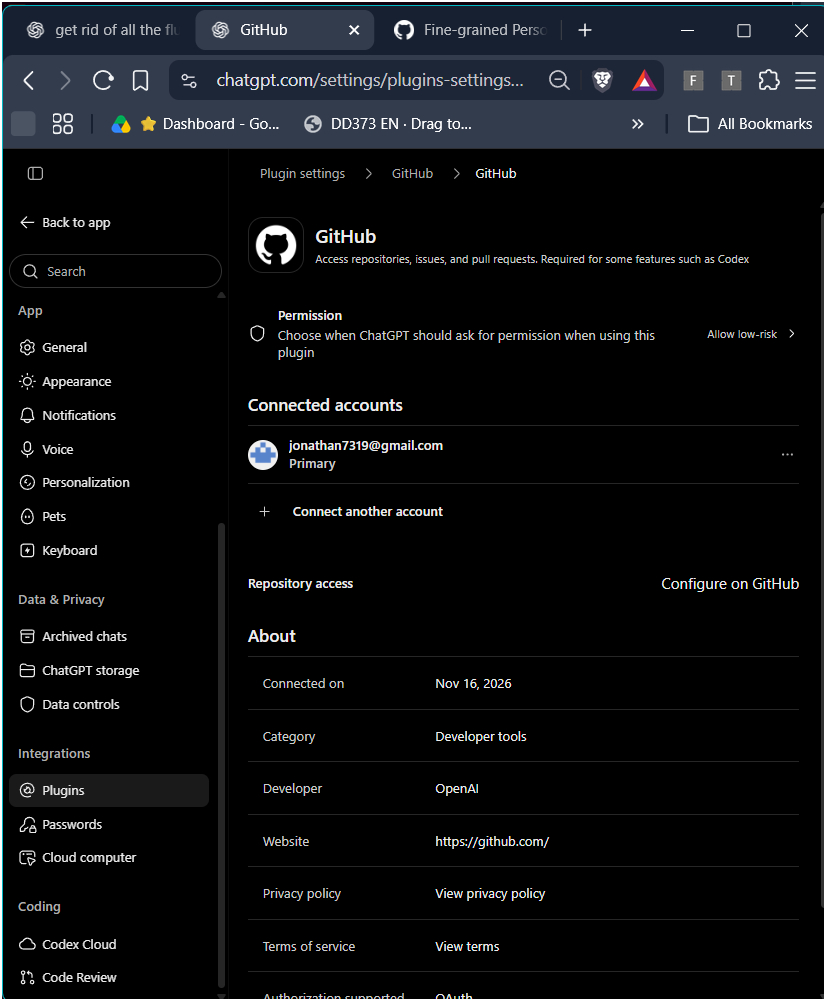 get rid of all the flu
GitHub
Fine-grained Perso
chatgpt.com/settings/plugins-settings...
F
T
Dashboard - Go...
DD373 EN · Drag to...
All Bookmarks
Plugin settings
GitHub
GitHub
Back to app
Search
App
General
Appearance
Notifications
Voice
Personalization
Pets
Keyboard
Data & Privacy
Archived chats
ChatGPT storage
Data controls
Integrations
Plugins
Passwords
Cloud computer
Coding
Codex Cloud
Code Review
GitHub
Access repositories, issues, and pull requests. Required for some features such as Codex
Permission
Choose when ChatGPT should ask for permission when using this
plugin
Allow low-risk
Connected accounts
jonathan7319@gmail.com
Primary
Connect another account
Repository access
Configure on GitHub
About
Connected on
Nov 16, 2026
Category
Developer tools
Developer
OpenAI
Website
https://github.com/
Privacy policy
View privacy policy
Terms of service
View terms
Authorization supported
OAuth